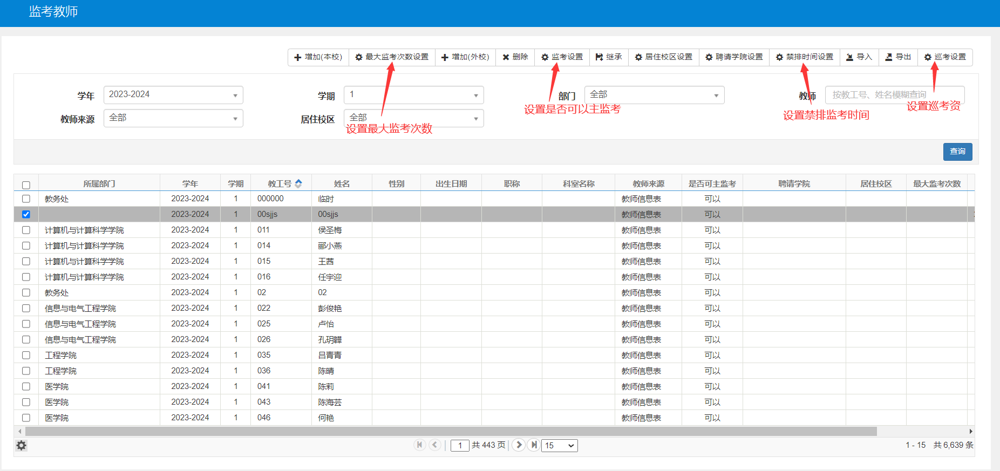 监考教师
增加(本校) 最大监考次数设置 增加(外校) 删除 监考设置 继承 居住校区设置 聘请学院设置 禁排时间设置 导入 导出 巡考设置
学年 2023-2024 学期 1 部门 全部 教师 按教工号、姓名模糊查询
设置是否可以主监考 设置禁排监考时间 设置巡考资
教师来源 全部 居住校区 全部
设置最大监考次数
查询
所属部门 学年 学期 教工号 姓名 性别 出生日期 职称 科室名称 教师来源 是否可主监考 聘请学院 居住校区 最大监考次数
教务处 2023-2024 1 000000 临时 教师信息表 可以
2023-2024 1 00sjjs 00sjjs 教师信息表 可以
计算机与计算科学学院 2023-2024 1 011 侯圣梅 教师信息表 可以
计算机与计算科学学院 2023-2024 1 014 郦小燕 教师信息表 可以
计算机与计算科学学院 2023-2024 1 015 王茜 教师信息表 可以
计算机与计算科学学院 2023-2024 1 016 任宇迎 教师信息表 可以
教务处 2023-2024 1 02 02 教师信息表 可以
信息与电气工程学院 2023-2024 1 022 彭俊艳 教师信息表 可以
信息与电气工程学院 2023-2024 1 025 卢怡 教师信息表 可以
信息与电气工程学院 2023-2024 1 026 孔玥 教师信息表 可以
工程学院 2023-2024 1 035 吕青青 教师信息表 可以
工程学院 2023-2024 1 036 陈晴 教师信息表 可以
医学院 2023-2024 1 041 陈莉 教师信息表 可以
医学院 2023-2024 1 043 陈海芸 教师信息表 可以
医学院 2023-2024 1 046 何艳 教师信息表 可以
1 共 443 页 15 1 - 15 共 6,639 条